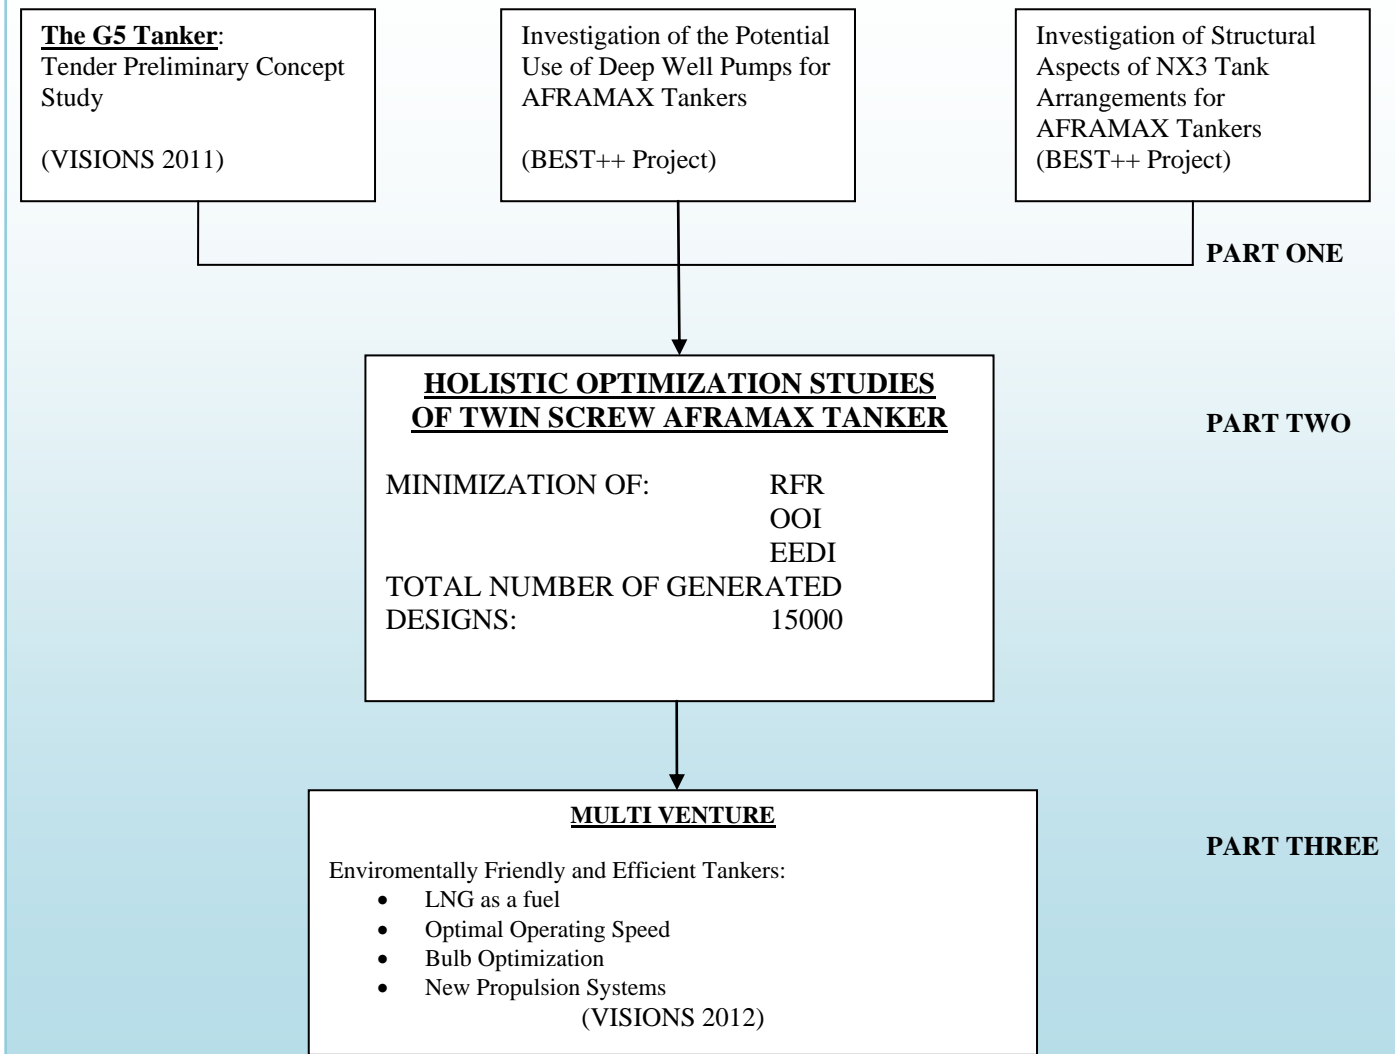 The G5 Tanker:
Tender Preliminary Concept
Study
(VISIONS 2011)
Investigation of the Potential
Use of Deep Well Pumps for
AFRAMAX Tankers
(BEST++ Project)
Investigation of Structural
Aspects of NX3 Tank
Arrangements for
AFRAMAX Tankers
(BEST++ Project)
PART ONE
HOLISTIC OPTIMIZATION STUDIES
OF TWIN SCREW AFRAMAX TANKER
MINIMIZATION OF: RFR
OOI
EEDI
TOTAL NUMBER OF GENERATED
DESIGNS: 15000
PART TWO
MULTI VENTURE
Enviromentally Friendly and Efficient Tankers:
• LNG as a fuel
• Optimal Operating Speed
• Bulb Optimization
• New Propulsion Systems
(VISIONS 2012)
PART THREE